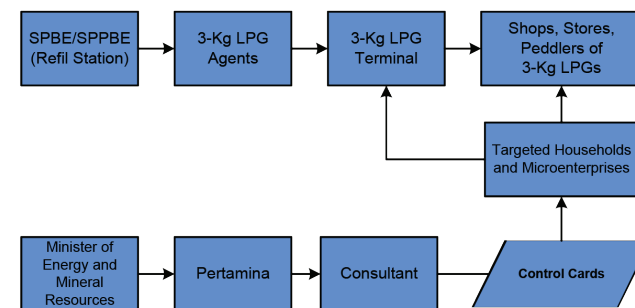 SPBE/SPPBE
(Refil Station)
3-Kg LPG
Agents
3-Kg LPG
Terminal
Shops, Stores,
Peddlers of
3-Kg LPGs
Targeted Households
and Microenterprises
Minister of
Energy and
Mineral
Resources
Pertamina
Consultant
Control Cards